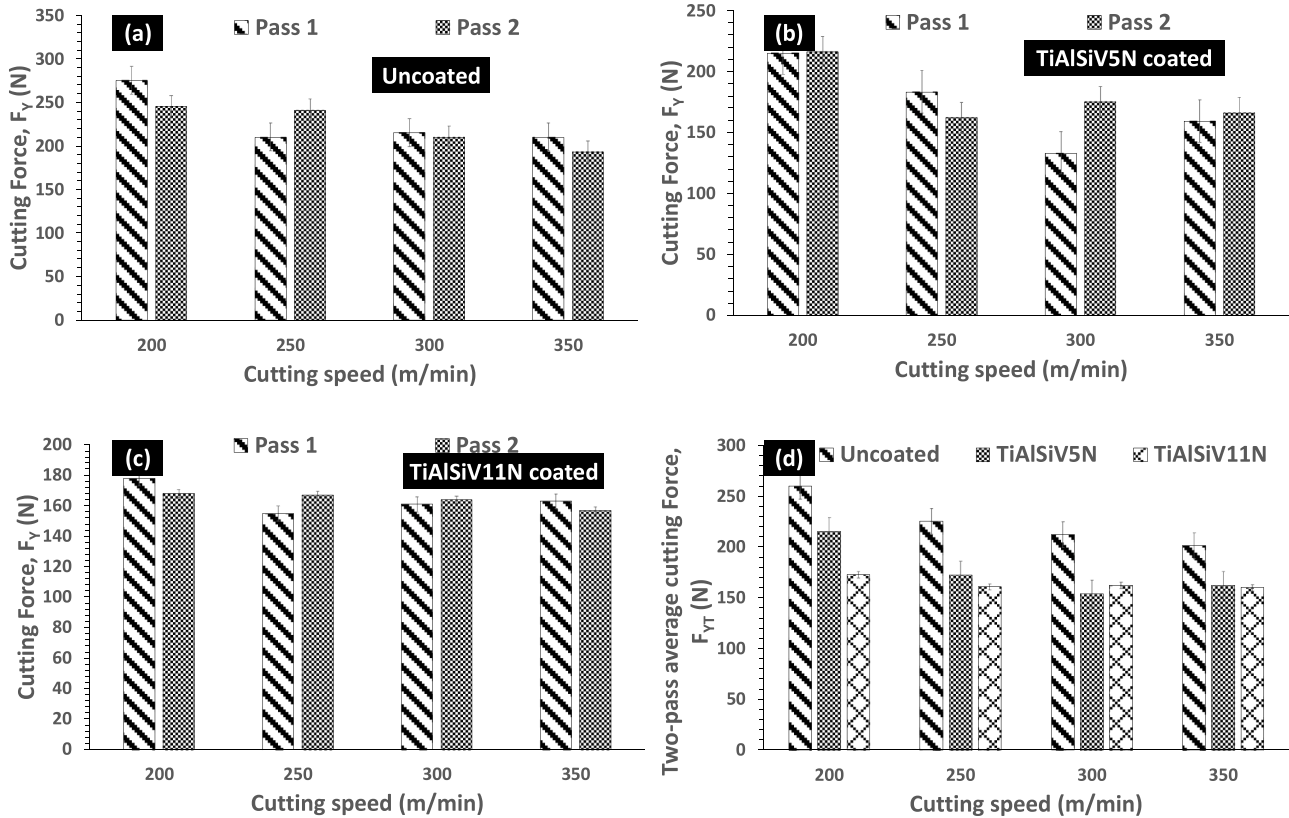 (a)
Pass 1
Pass 2
Uncoated
Cutting Force, FY (N)
350
300
250
200
150
100
50
0
200
250
300
350
Cutting speed (m/min)
(b)
Pass 1
Pass 2
TiAlSiV5N coated
Cutting Force, FY (N)
250
200
150
100
50
0
200
250
300
350
Cutting speed (m/min)
(c)
Pass 1
Pass 2
TiAlSiV11N coated
Cutting Force, FY (N)
200
180
160
140
120
100
80
60
40
20
0
200
250
300
350
Cutting speed (m/min)
(d)
Uncoated
TiAlSiV5N
TiAlSiV11N
Two-pass average cutting Force,
FYT (N)
300
250
200
150
100
50
0
200
250
300
350
Cutting speed (m/min)